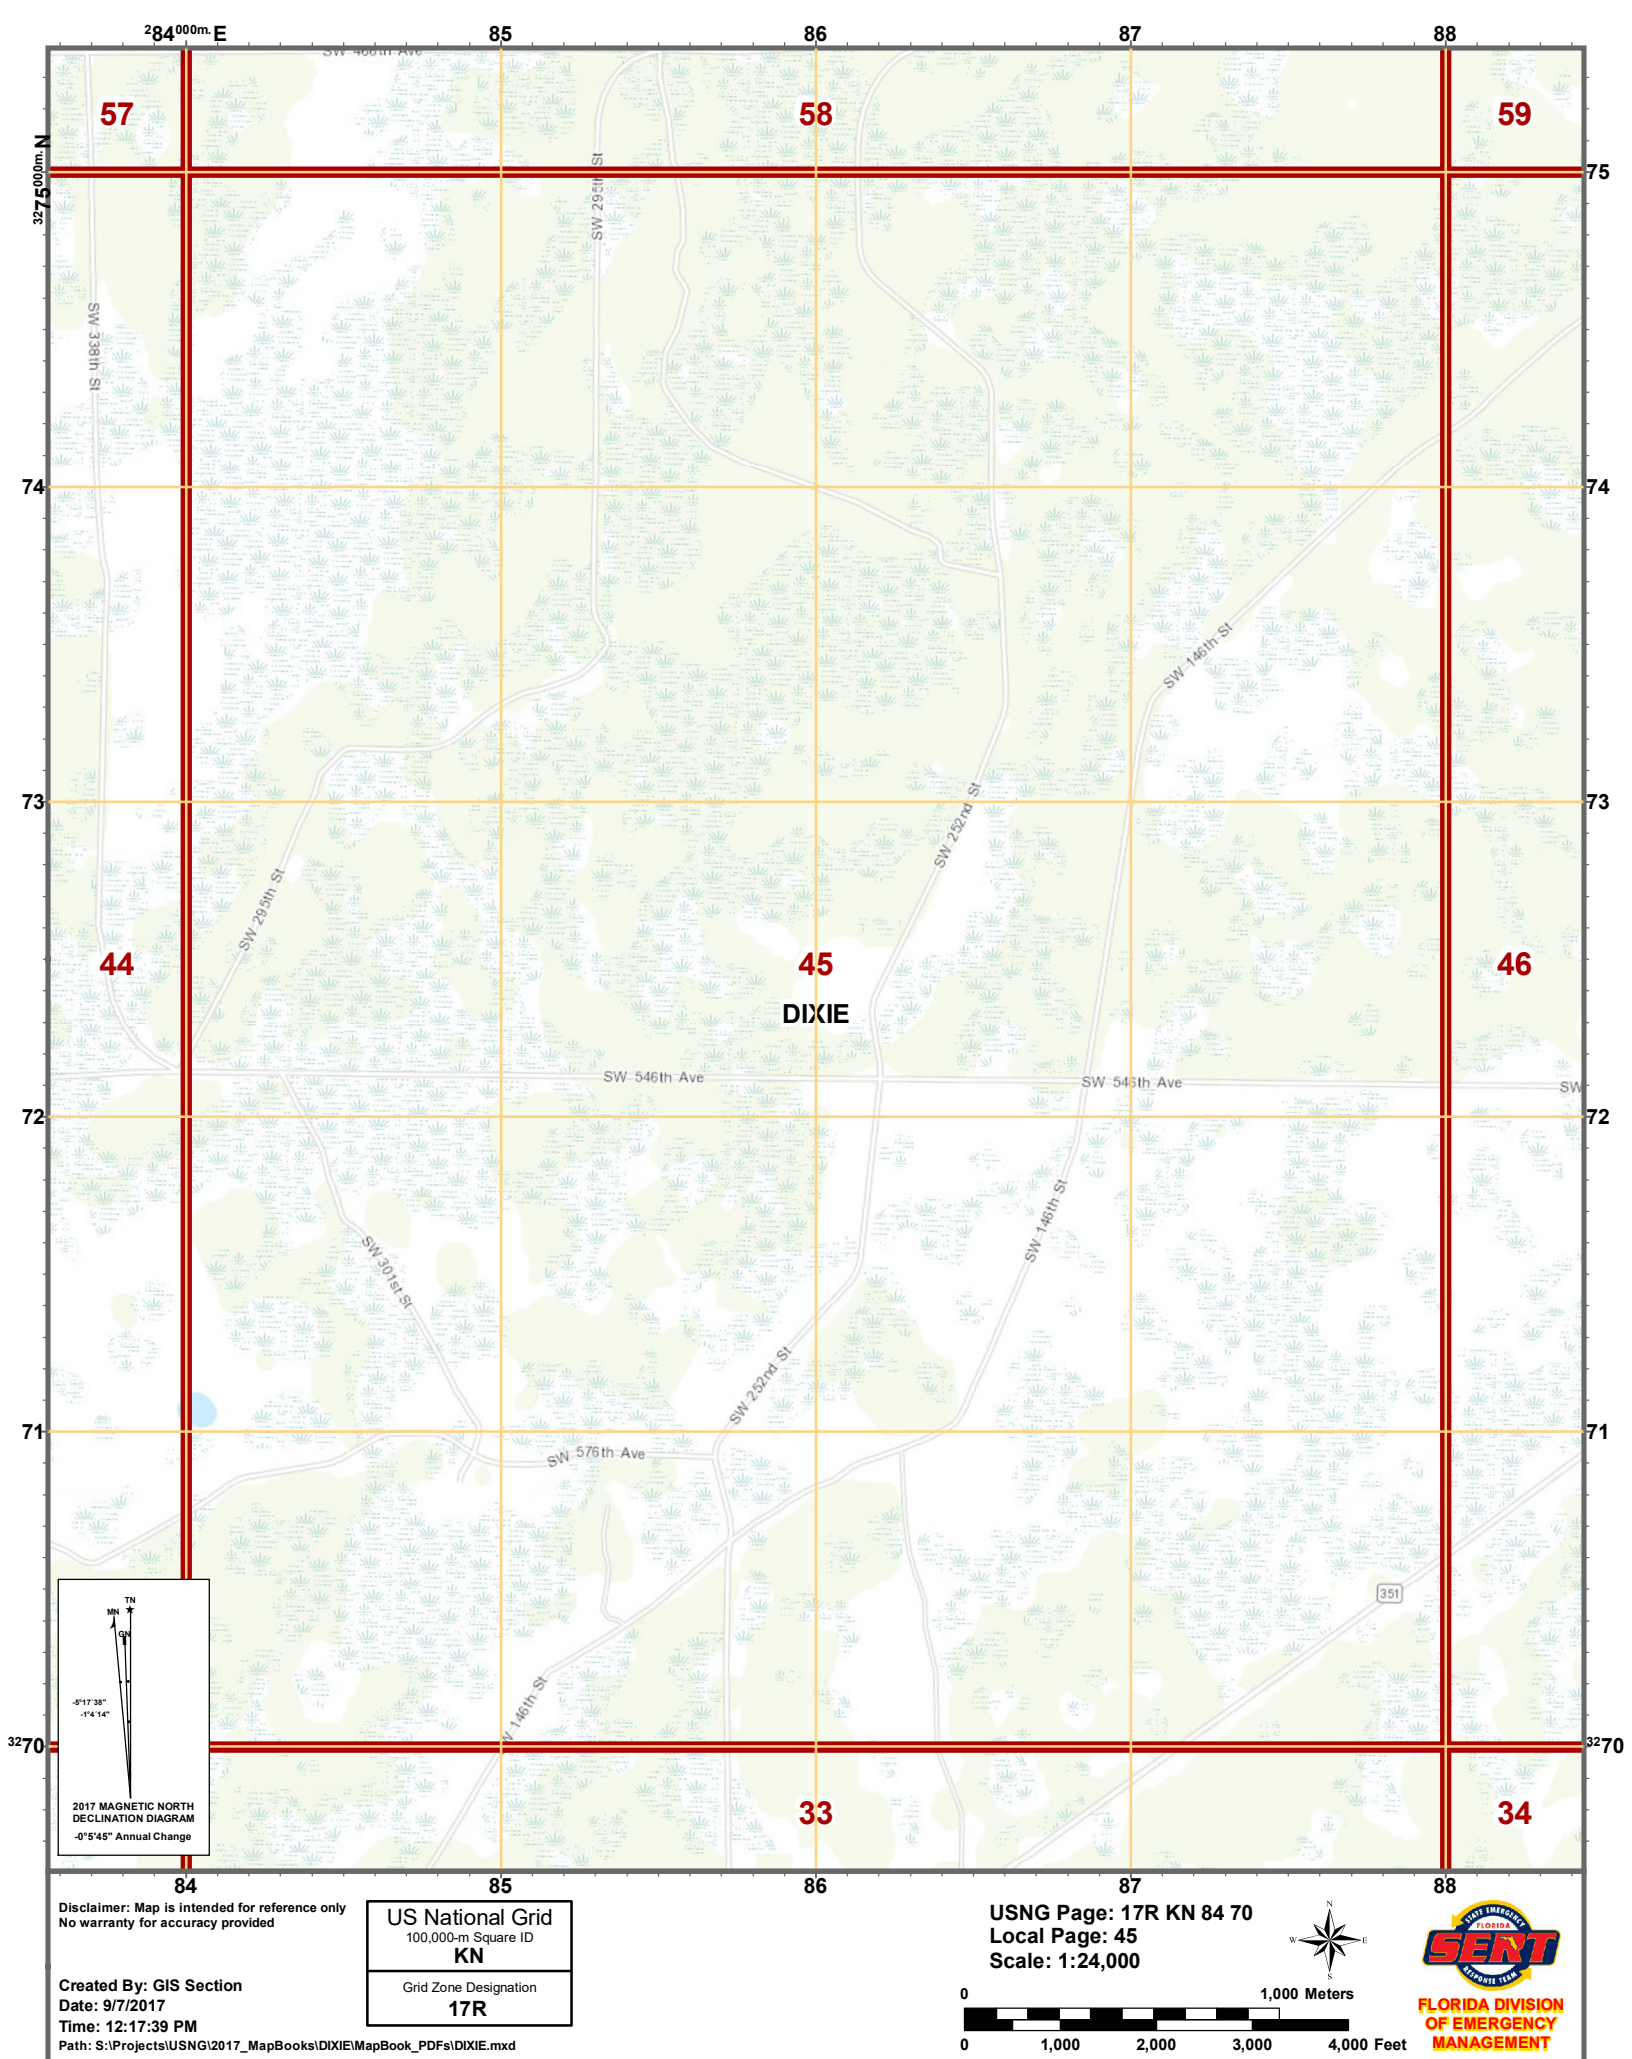 284000m. E 85 86 87 88
SW 466th Ave
57 58 59
3275000m. N 75
SW 295th St
SW 338th St
74 74
SW 146th St
73 73
SW 252nd St
SW 295th St
44 45 46
DIXIE
SW 546th Ave SW 546th Ave SW
72 72
SW 146th St
SW 301st St
SW 252nd St
71 71
SW 576th Ave
351
TN
MN
GN
-5°17'38"
-1°4'14"
W 146th St
3270 3270
2017 MAGNETIC NORTH
DECLINATION DIAGRAM
-0°5'45" Annual Change
33 34
84 85 86 87 88
Disclaimer: Map is intended for reference only
No warranty for accuracy provided
Created By: GIS Section
Date: 9/7/2017
Time: 12:17:39 PM
Path: S:\Projects\USNG\2017_MapBooks\DIXIE\MapBook_PDFs\DIXIE.mxd
US National Grid
100,000-m Square ID
KN
Grid Zone Designation
17R
USNG Page: 17R KN 84 70
Local Page: 45
Scale: 1:24,000
N
W E
S
0 1,000 Meters
0 1,000 2,000 3,000 4,000 Feet
STATE EMERGENCY
FLORIDA
SERT
RESPONSE TEAM
FLORIDA DIVISION
OF EMERGENCY
MANAGEMENT